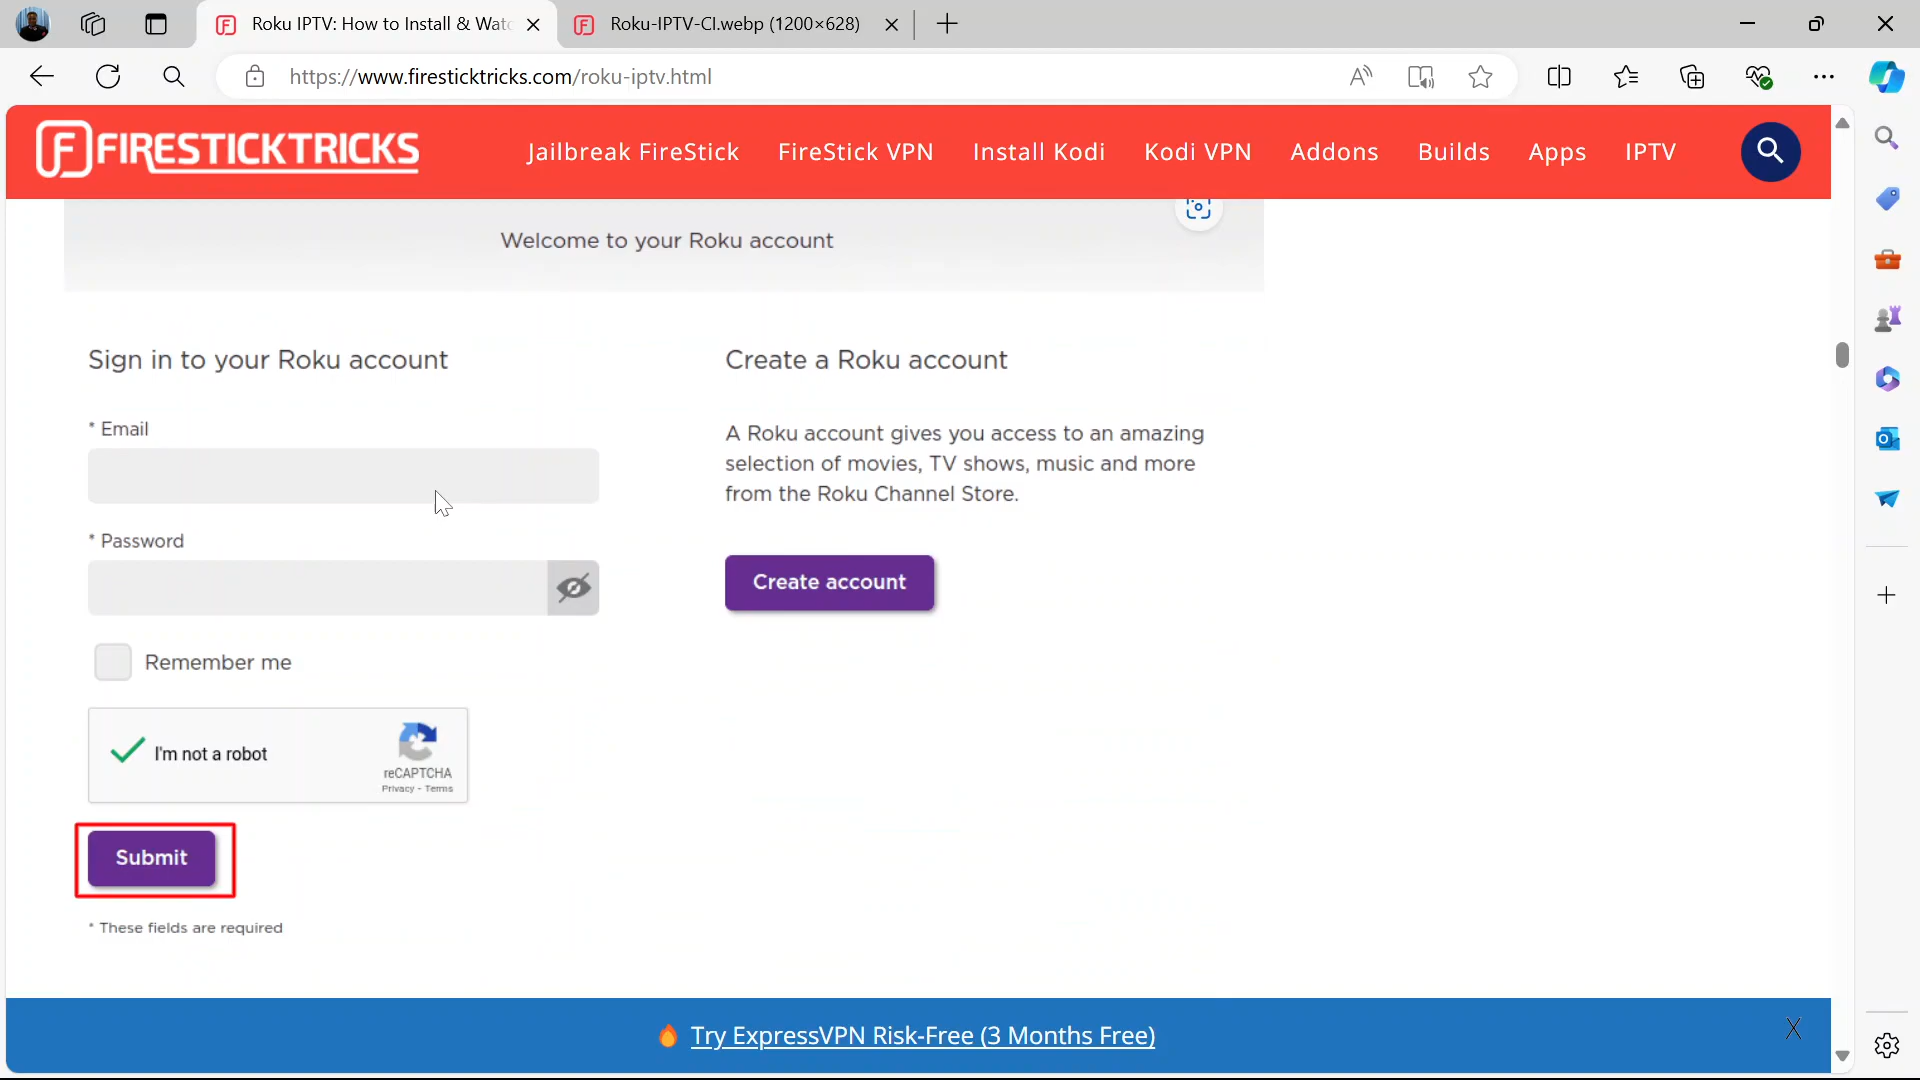 Roku IPTV: How to Install & Wat
Roku-IPTV-CI.webp (1200×628)
https://www.firesticktricks.com/roku-iptv.html
FIRESTICKTRICKS
Jailbreak FireStick
FireStick VPN
Install Kodi
Kodi VPN
Addons
Builds
Apps
IPTV
Welcome to your Roku account
Sign in to your Roku account
* Email
* Password
Remember me
I'm not a robot
reCAPTCHA
Privacy - Terms
Submit
* These fields are required
Create a Roku account
A Roku account gives you access to an amazing
selection of movies, TV shows, music and more
from the Roku Channel Store.
Create account
Try ExpressVPN Risk-Free (3 Months Free)
X